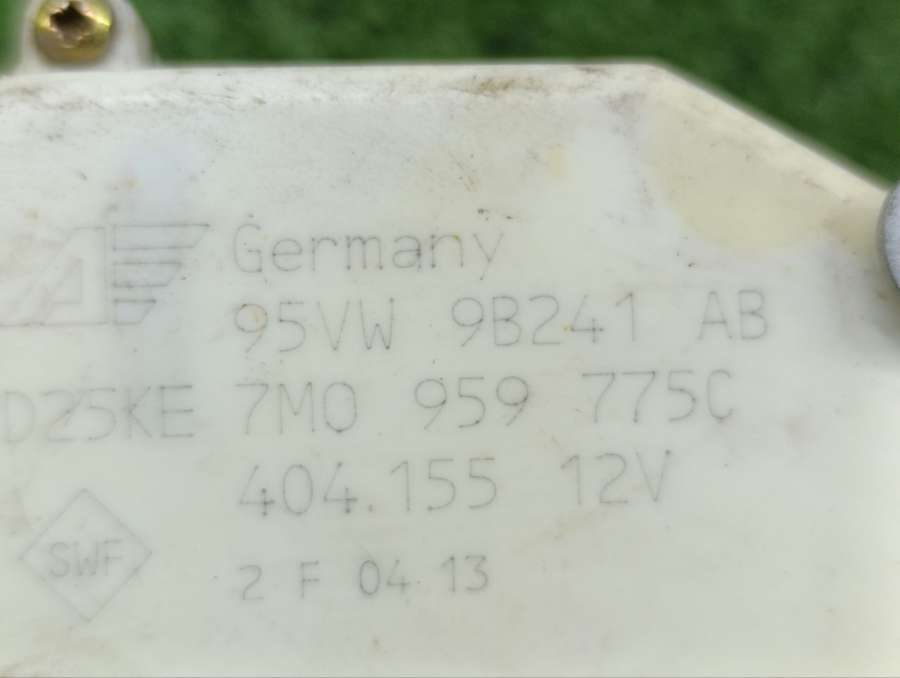 Germany
95VW 9B241 AB
D25KE 7M0 959 775C
404.155 12V
SWF
2 F 04 13